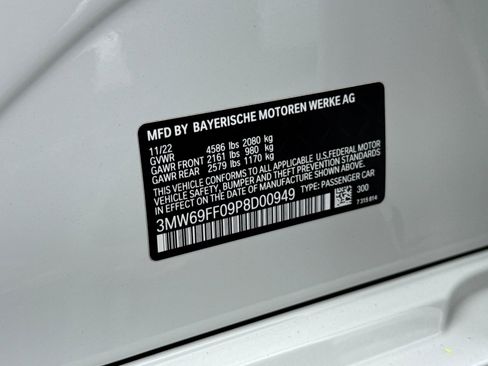 MFD BY BAYERISCHE MOTOREN WERKE AG
11/22
GVWR 4586 lbs 2080 kg
GAWR FRONT 2161 lbs 980 kg
GAWR REAR 2579 lbs 1170 kg
THIS VEHICLE CONFORMS TO ALL APPLICABLE U.S. FEDERAL MOTOR
VEHICLE SAFETY, BUMPER, AND THEFT PREVENTION STANDARDS
IN EFFECT ON THE DATE OF MANUFACTURE SHOWN ABOVE.
3MW69FF09P8D00949 TYPE: PASSENGER CAR
300
7 315 814